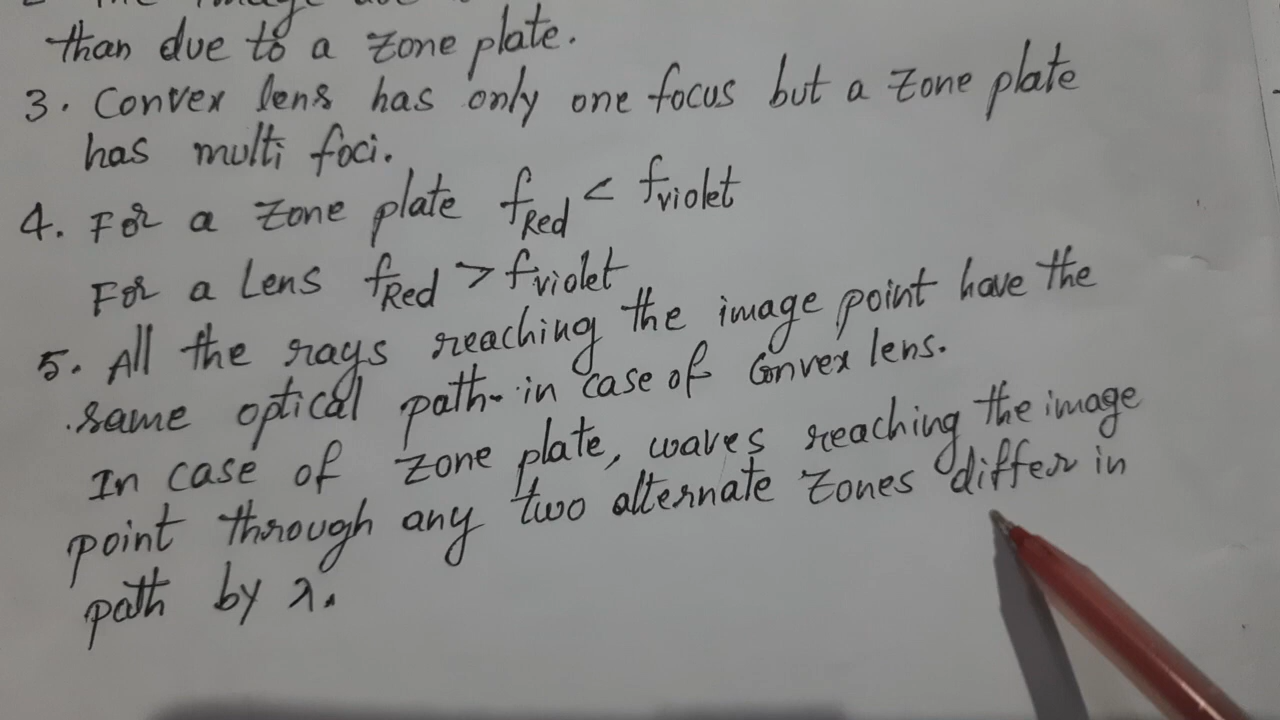 than due to a zone plate.
3. Convex lens has only one focus but a zone plate
has multi foci.
4. For a zone plate fRed < fviolet
For a Lens fRed > fviolet
5. All the rays reaching the image point have the
same optical path in case of Convex lens.
In case of zone plate, waves reaching the image
point through any two alternate zones differ in
path by λ.